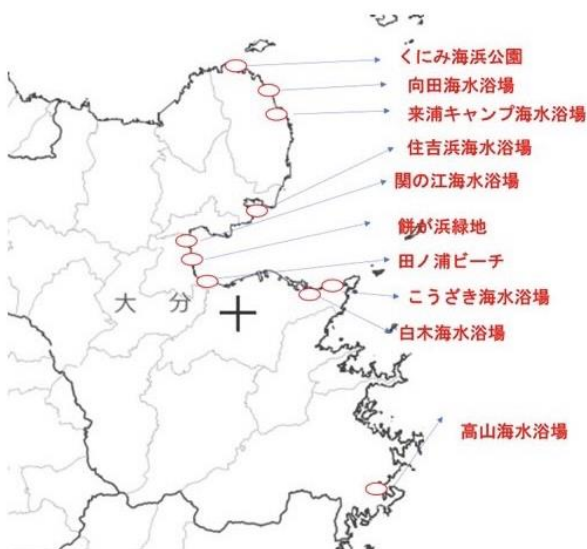 くにみ海浜公園
向田海水浴場
来浦キャンプ海水浴場
住吉浜海水浴場
関の江海水浴場
餅が浜緑地
田ノ浦ビーチ
大 分
こうざき海水浴場
白木海水浴場
高山海水浴場